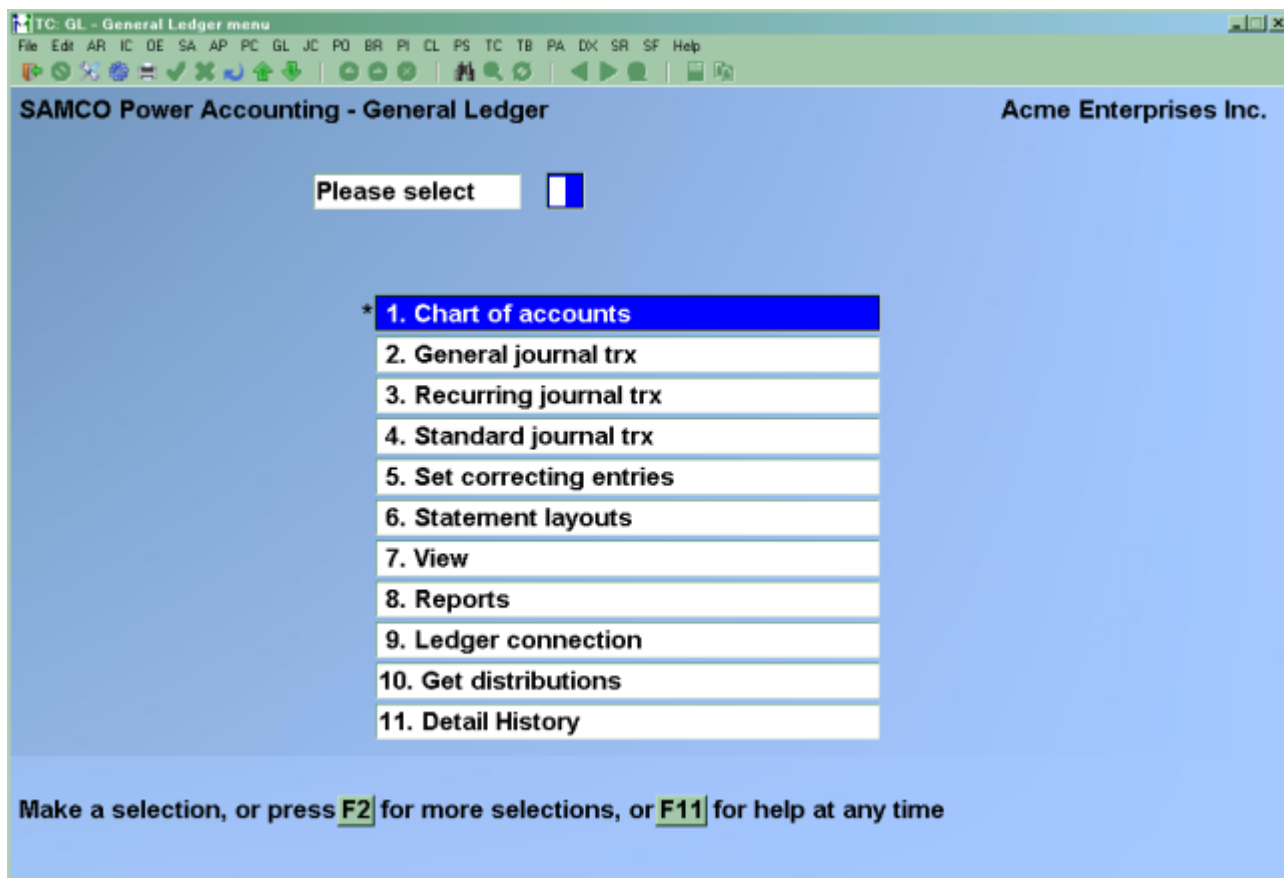 TC: GL - General Ledger menu
File Edit AR IC OE SA AP PC GL JC PO BR PI CL PS TC TB PA DX SR SF Help
SAMCO Power Accounting - General Ledger Acme Enterprises Inc.
Please select
* 1. Chart of accounts
2. General journal trx
3. Recurring journal trx
4. Standard journal trx
5. Set correcting entries
6. Statement layouts
7. View
8. Reports
9. Ledger connection
10. Get distributions
11. Detail History
Make a selection, or press F2 for more selections, or F11 for help at any time